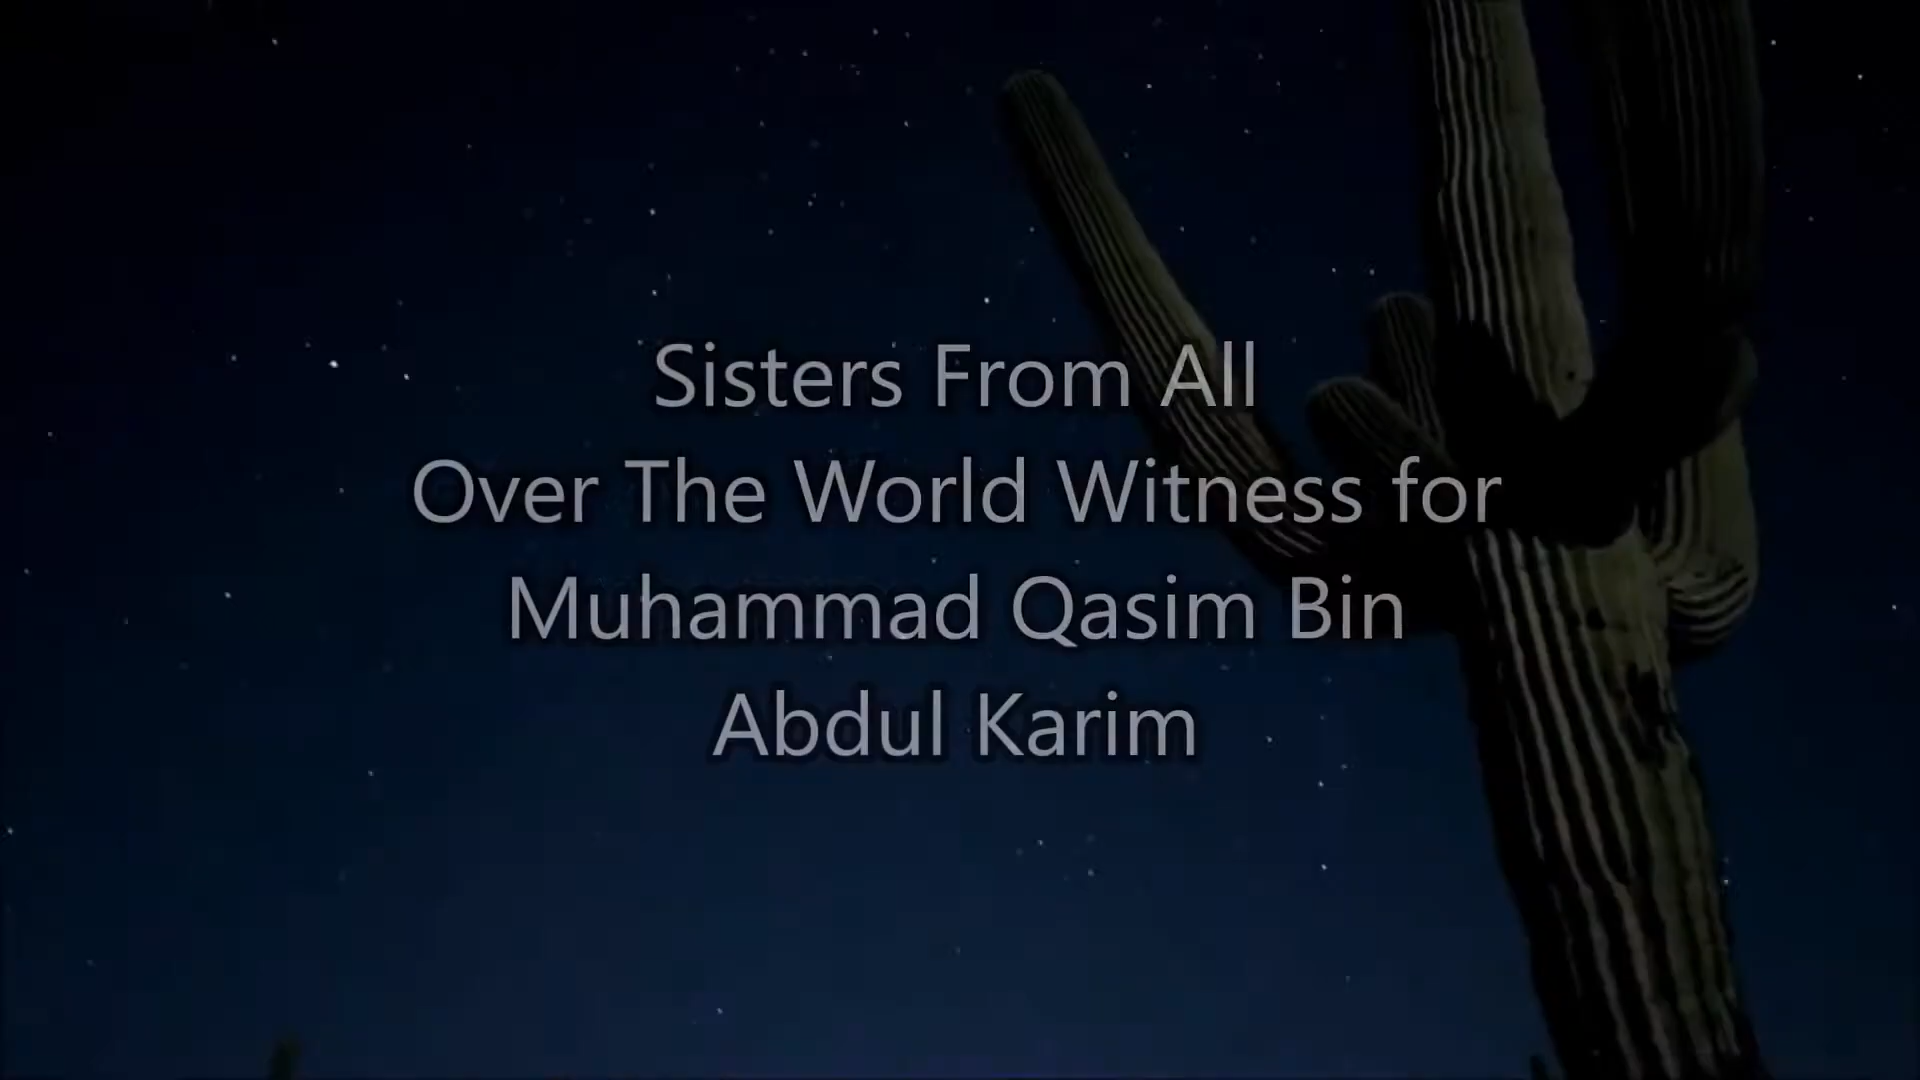 Sisters From All
Over The World Witness for
Muhammad Qasim Bin
Abdul Karim